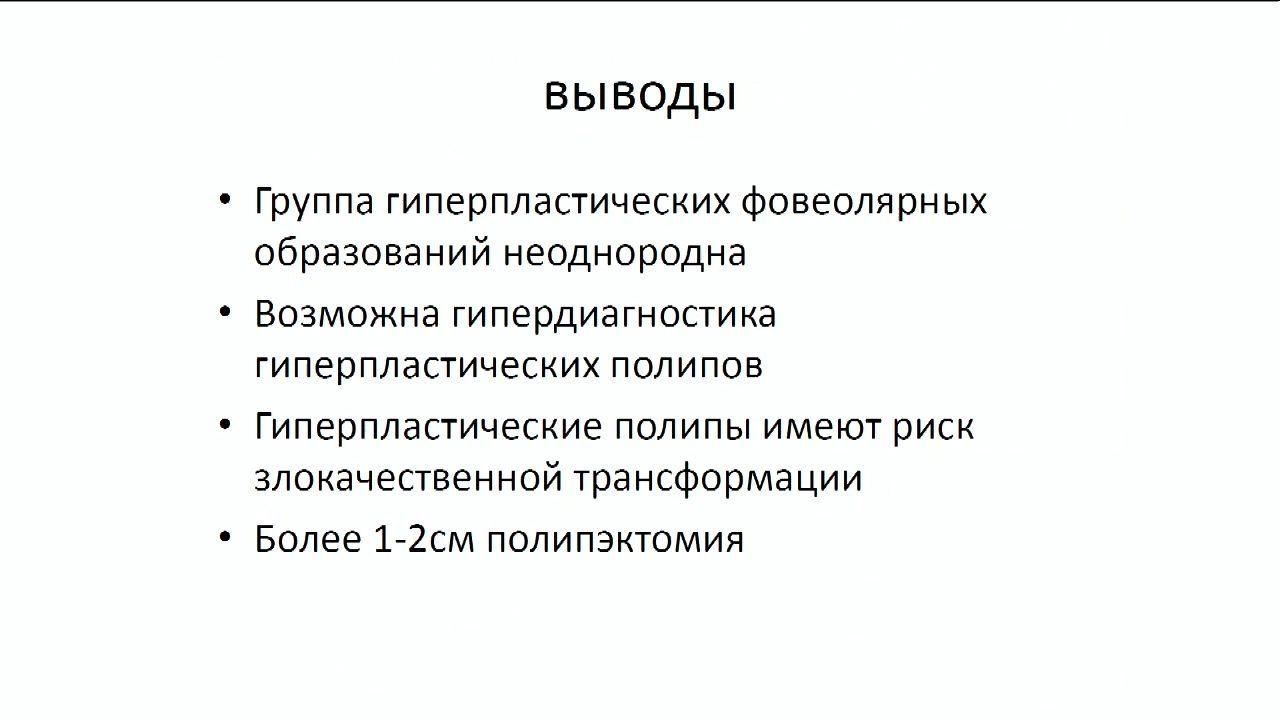 выводы
• Группа гиперпластических фовеолярных
образований неоднородна
• Возможна гипердиагностика
гиперпластических полипов
• Гиперпластические полипы имеют риск
злокачественной трансформации
• Более 1-2см полипэктомия